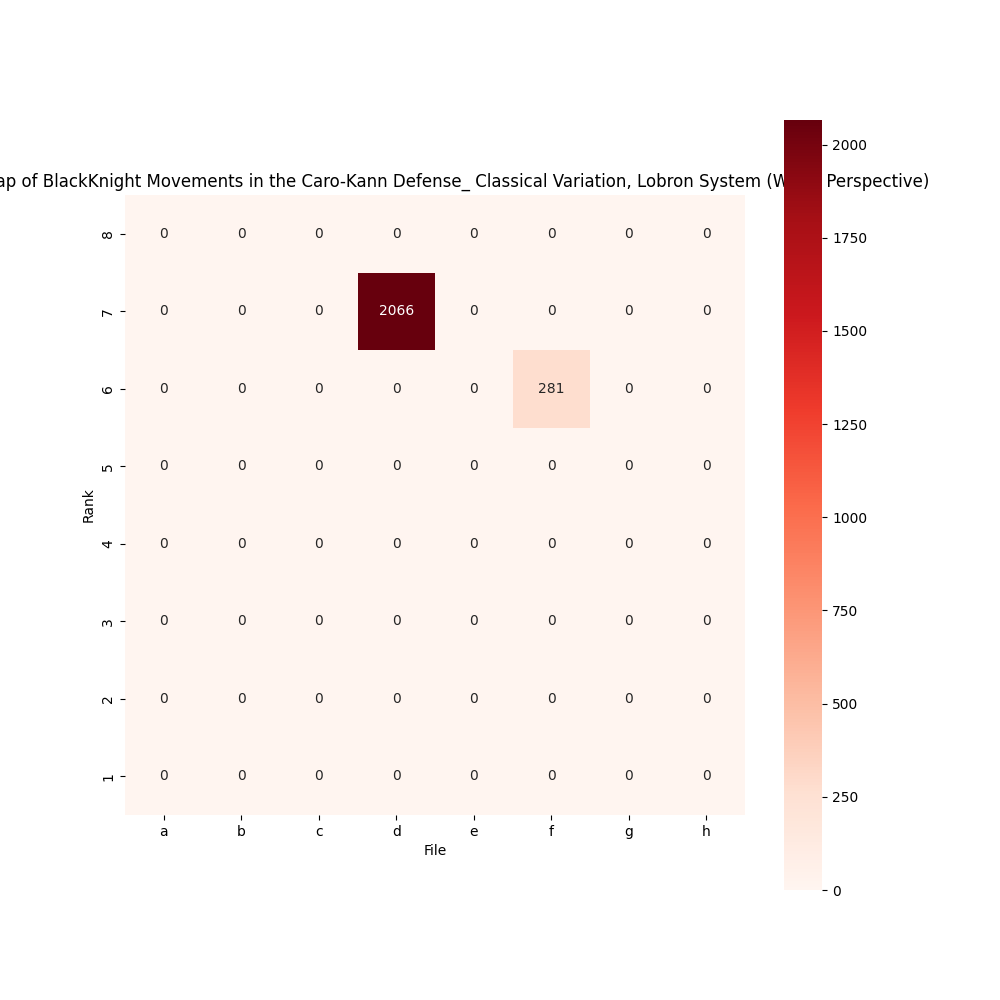 ap of BlackKnight Movements in the Caro-Kann Defense_ Classical Variation, Lobron System (W Perspective)
2000
1750
1500
1250
1000
750
500
250
0
8 0 0 0 0 0 0 0 0
7 0 0 0 2066 0 0 0 0
6 0 0 0 0 0 281 0 0
5 0 0 0 0 0 0 0 0
4 0 0 0 0 0 0 0 0
3 0 0 0 0 0 0 0 0
2 0 0 0 0 0 0 0 0
1 0 0 0 0 0 0 0 0
Rank
a b c d e f g h
File